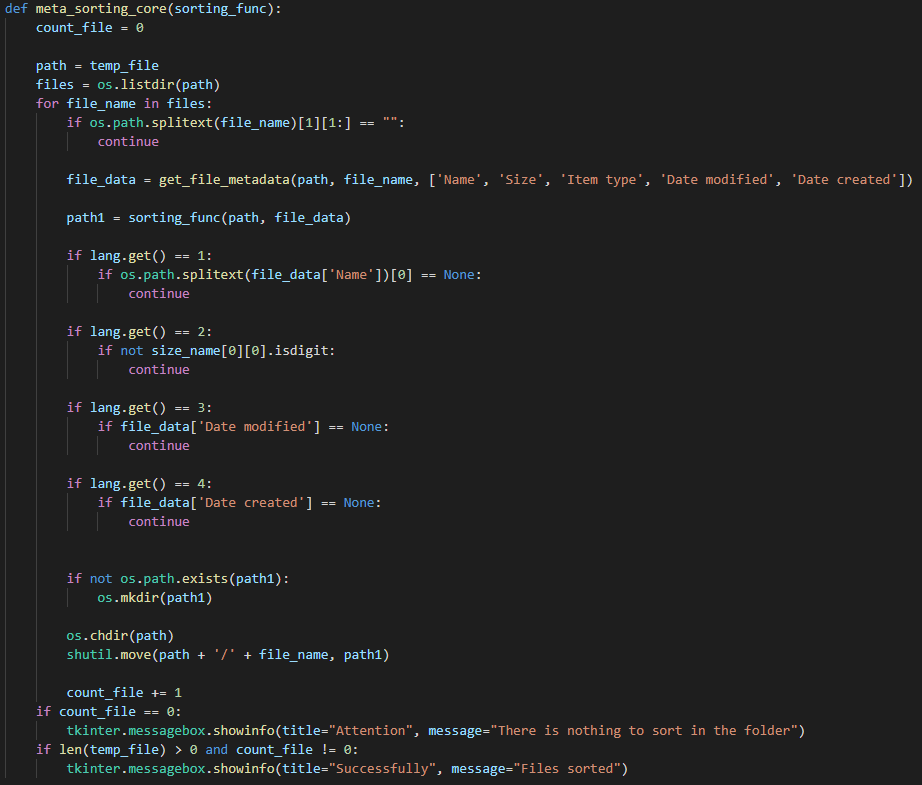 def meta_sorting_core(sorting_func):
    count_file = 0
    path = temp_file
    files = os.listdir(path)
    for file_name in files:
        if os.path.splitext(file_name)[1][1:] == "":
            continue
        file_data = get_file_metadata(path, file_name, ['Name', 'Size', 'Item type', 'Date modified', 'Date created'])
        path1 = sorting_func(path, file_data)
        if lang.get() == 1:
            if os.path.splitext(file_data['Name'])[0] == None:
                continue
        if lang.get() == 2:
            if not size_name[0][0].isdigit:
                continue
        if lang.get() == 3:
            if file_data['Date modified'] == None:
                continue
        if lang.get() == 4:
            if file_data['Date created'] == None:
                continue
        if not os.path.exists(path1):
            os.mkdir(path1)
        os.chdir(path)
        shutil.move(path + '/' + file_name, path1)
        count_file += 1
    if count_file == 0:
        tkinter.messagebox.showinfo(title="Attention", message="There is nothing to sort in the folder")
    if len(temp_file) > 0 and count_file != 0:
        tkinter.messagebox.showinfo(title="Successfully", message="Files sorted")